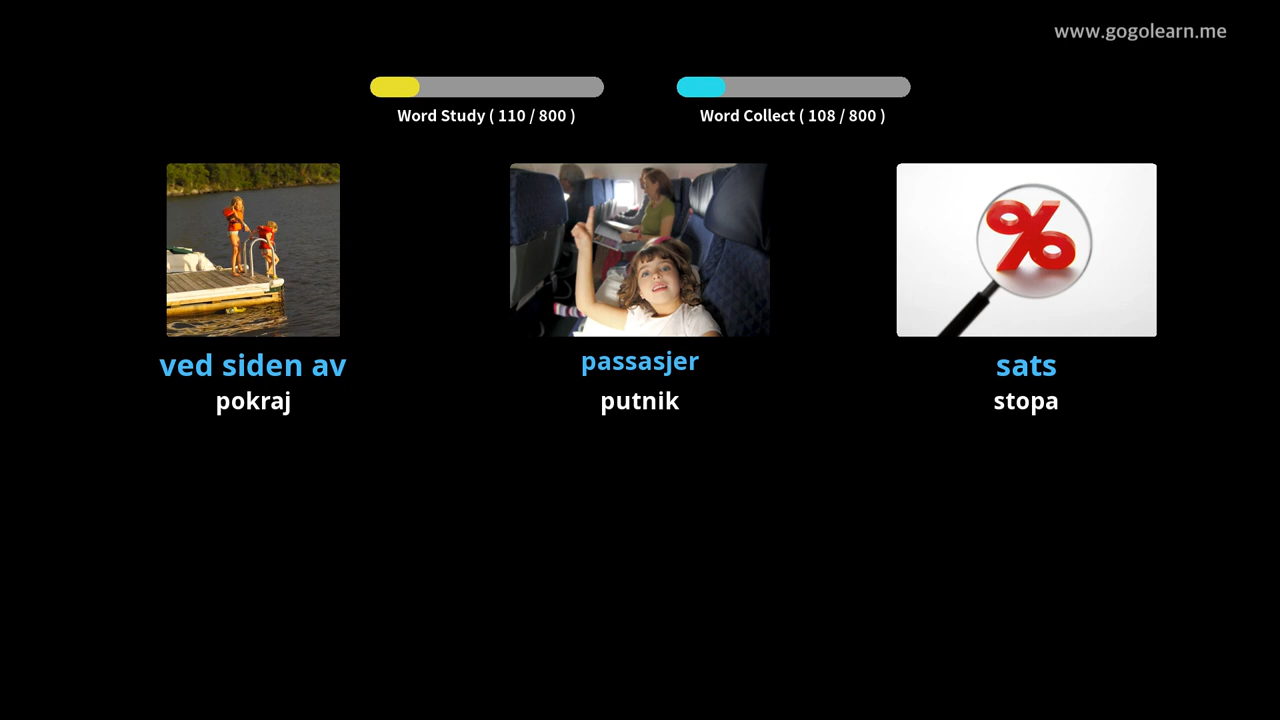 www.gogolearn.me
Word Study ( 110 / 800 )
Word Collect ( 108 / 800 )
ved siden av
passasjer
sats
pokraj
putnik
stopa